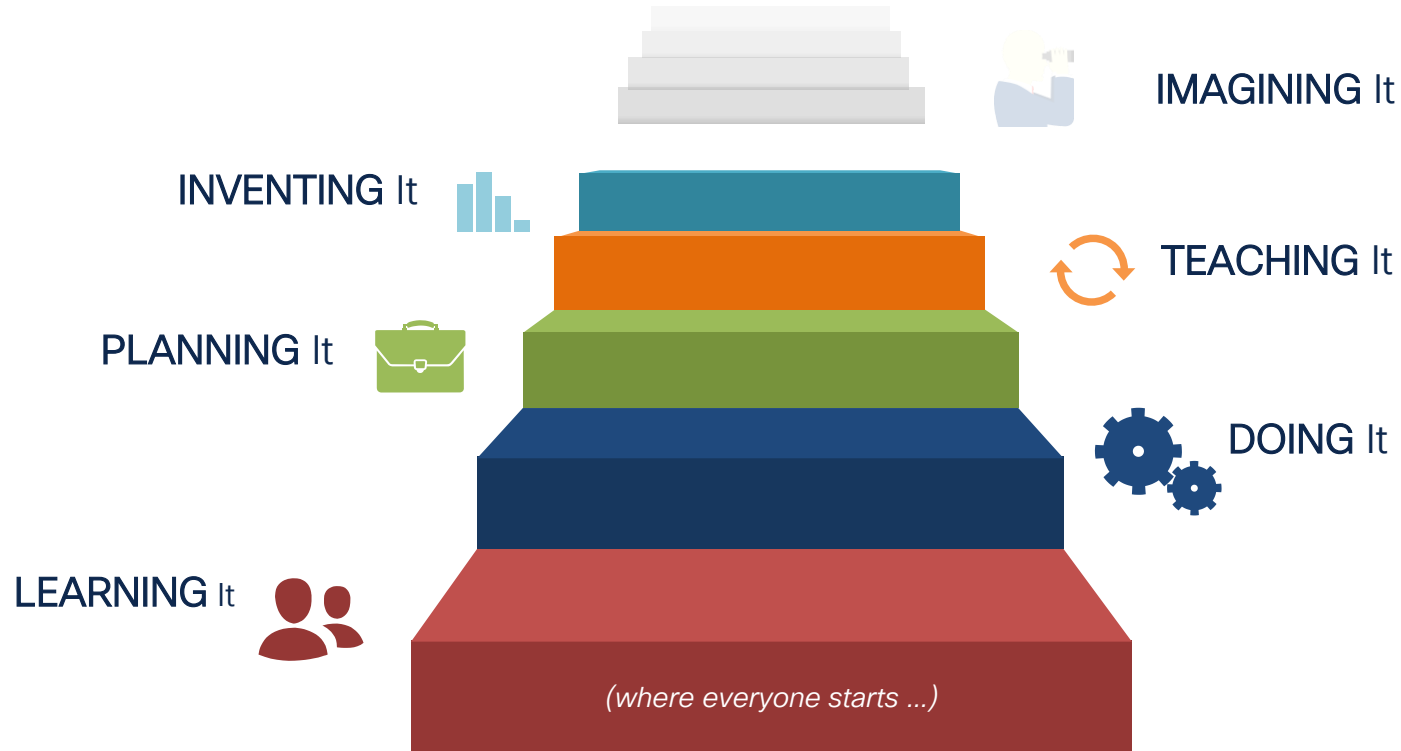 IMAGINING It
INVENTING It
TEACHING It
PLANNING It
DOING It
LEARNING It
(where everyone starts ...)